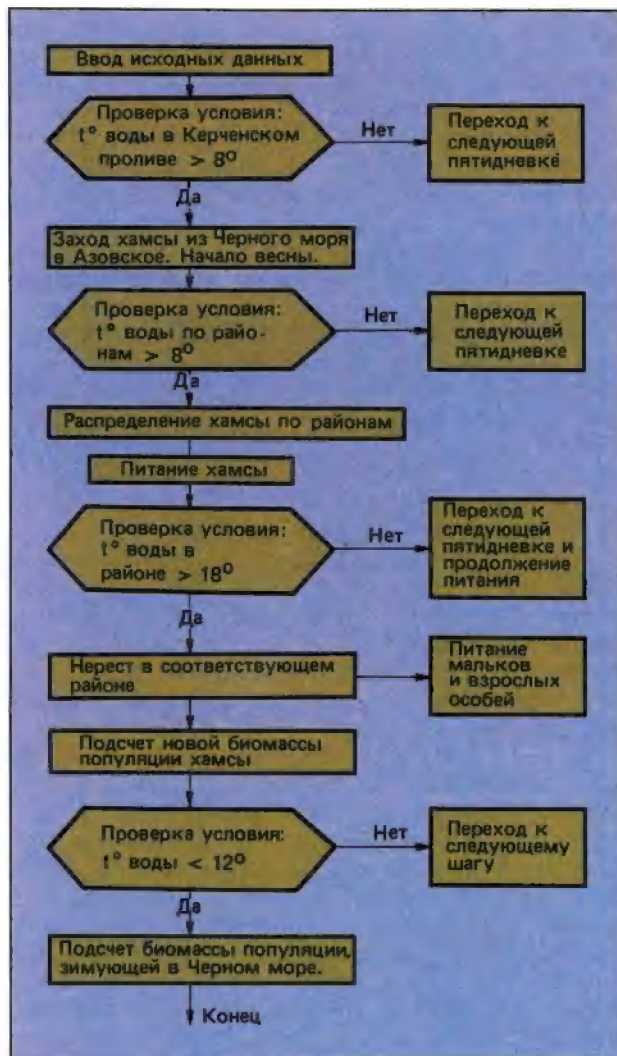 Ввод исходных данных
Проверка условия:
t° воды в Керченском
проливе > 8°
Нет
Переход к
следующей
пятидневке
Да
Заход хамсы из Черного моря
в Азовское. Начало весны.
Проверка условия:
t° воды по райо-
нам > 8°
Нет
Переход к
следующей
пятидневке
Да
Распределение хамсы по районам
Питание хамсы
Проверка условия:
t° воды в
районе > 18°
Нет
Переход к
следующей
пятидневке и
продолжение
питания
Да
Нерест в соответствующем
районе
Питание
мальков
и взрослых
особей
Подсчет новой биомассы
популяции хамсы
Проверка условия:
t° воды < 12°
Нет
Переход к
следующему
шагу
Да
Подсчет биомассы популяции,
зимующей в Черном море.
Конец